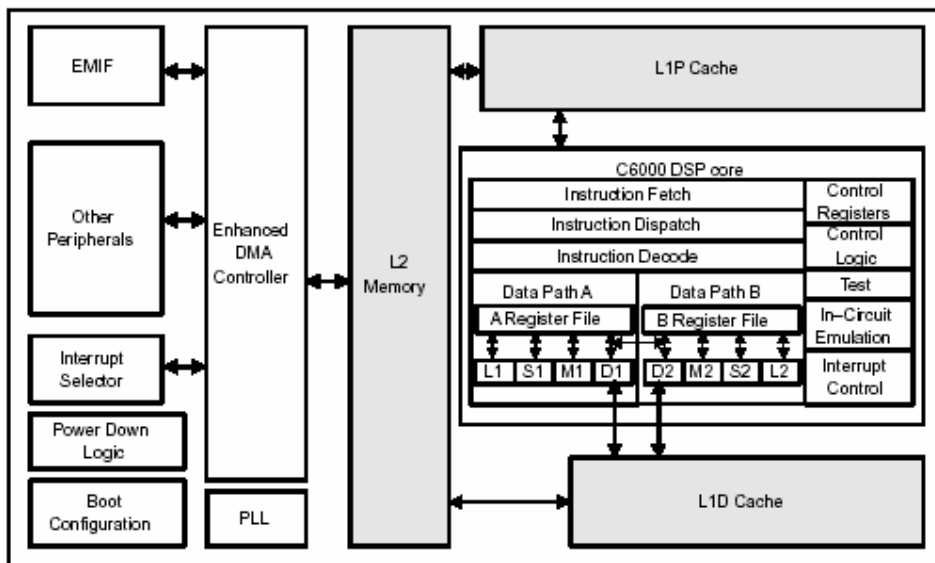 EMIF
Other
Peripherals
Interrupt
Selector
Power Down
Logic
Boot
Configuration
Enhanced
DMA
Controller
PLL
L2
Memory
L1P Cache
C6000 DSP core
Instruction Fetch
Instruction Dispatch
Instruction Decode
Control
Registers
Control
Logic
Test
In–Circuit
Emulation
Interrupt
Control
Data Path A
A Register File
L1 S1 M1 D1
Data Path B
B Register File
D2 M2 S2 L2
L1D Cache